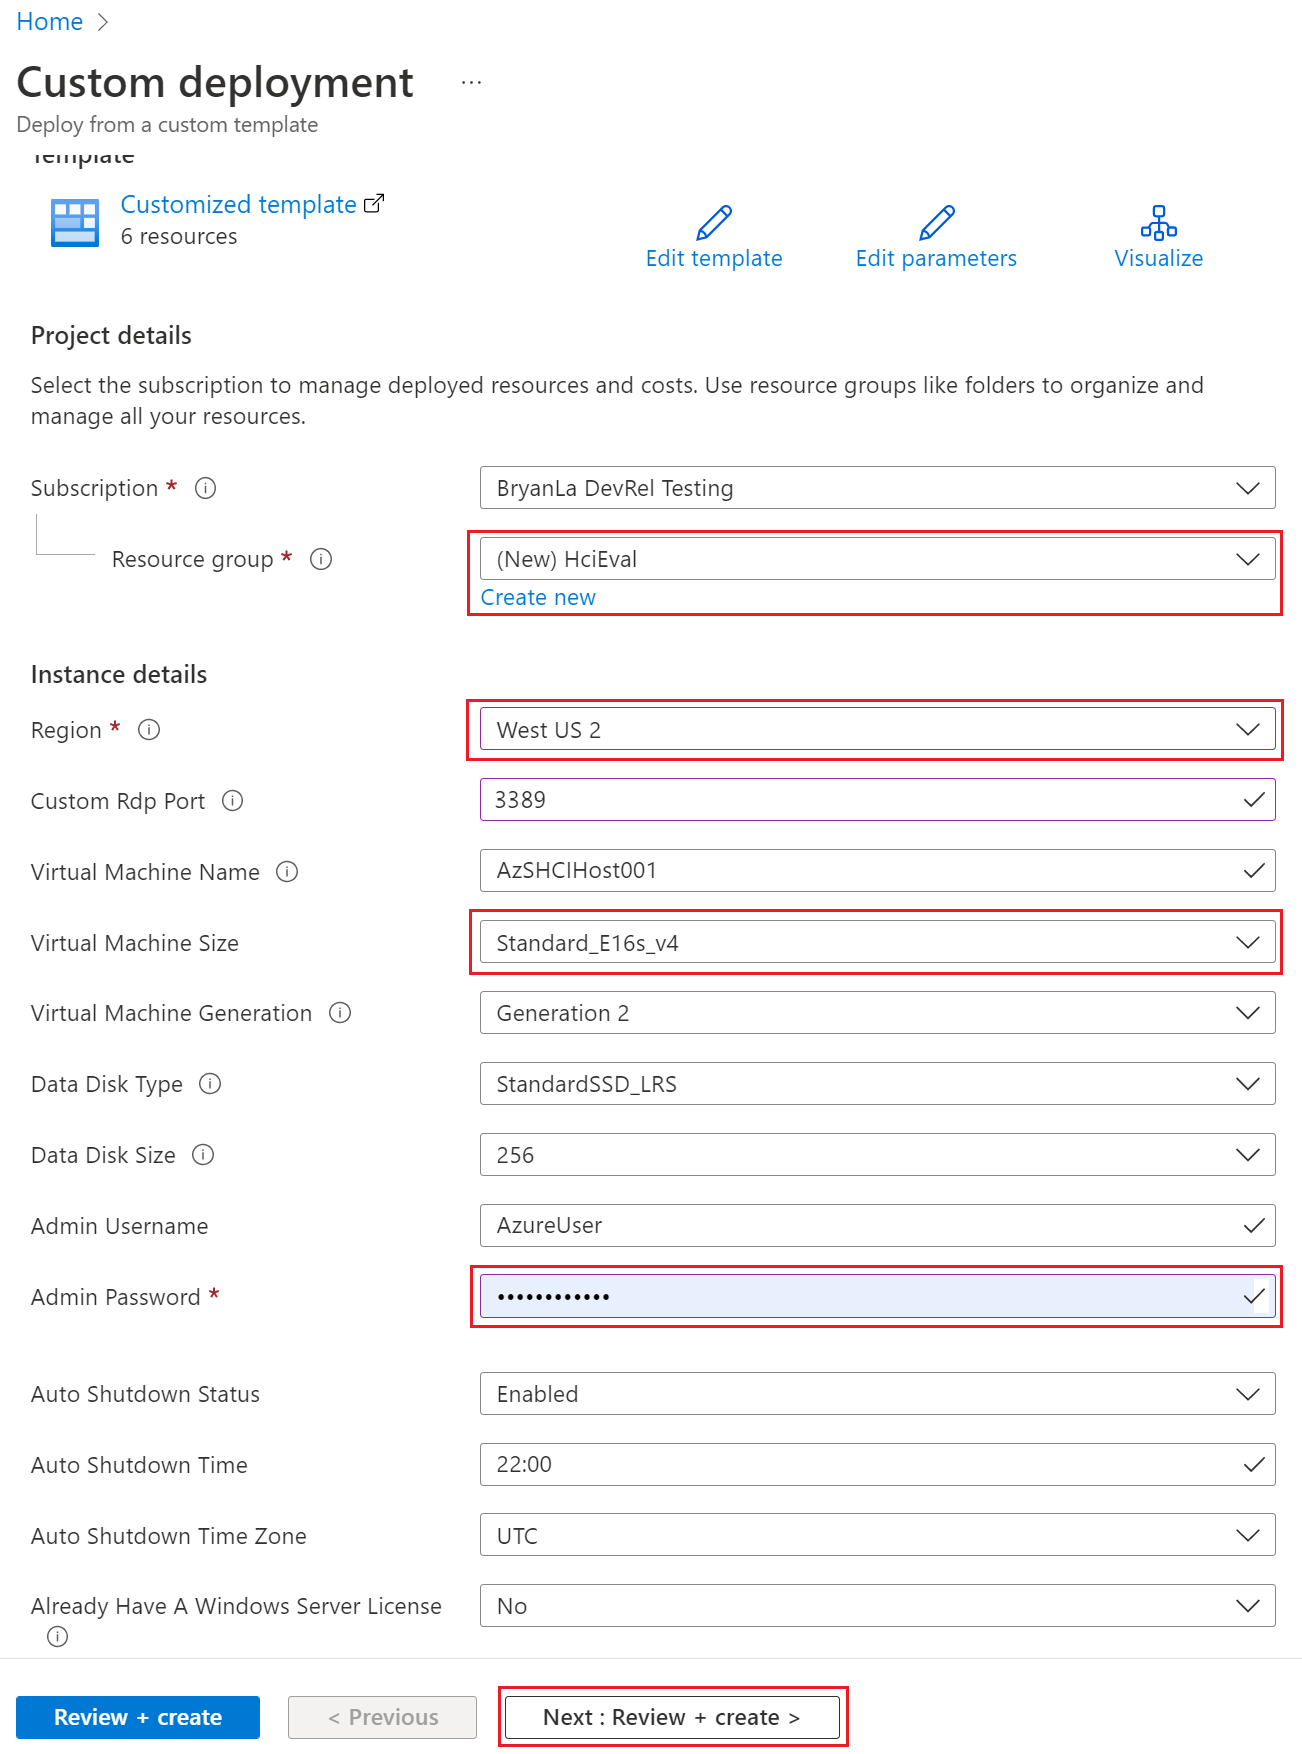 Home >
Custom deployment ...
Deploy from a custom template
Template
Customized template
6 resources
Edit template
Edit parameters
Visualize
Project details
Select the subscription to manage deployed resources and costs. Use resource groups like folders to organize and
manage all your resources.
Subscription *
BryanLa DevRel Testing
Resource group *
(New) HciEval
Create new
Instance details
Region *
West US 2
Custom Rdp Port
3389
Virtual Machine Name
AzSHCIHost001
Virtual Machine Size
Standard_E16s_v4
Virtual Machine Generation
Generation 2
Data Disk Type
StandardSSD_LRS
Data Disk Size
256
Admin Username
AzureUser
Admin Password *
••••••••••••
Auto Shutdown Status
Enabled
Auto Shutdown Time
22:00
Auto Shutdown Time Zone
UTC
Already Have A Windows Server License
No
Review + create
< Previous
Next : Review + create >